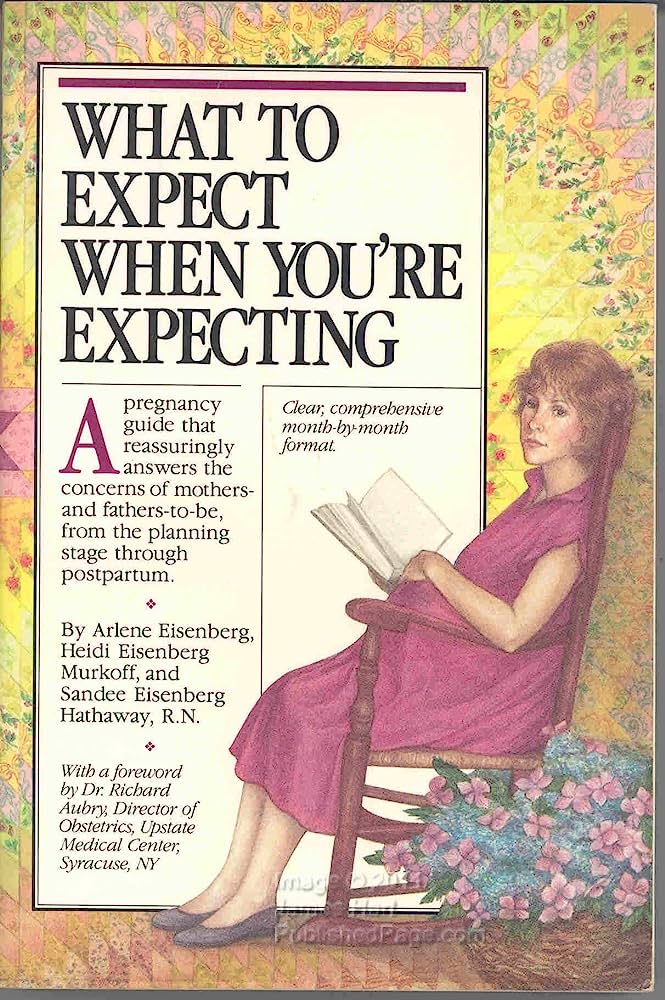 WHAT TO
EXPECT
WHEN YOU'RE
EXPECTING
A pregnancy
guide that
reassuringly
answers the
concerns of mothers-
and fathers-to-be,
from the planning
stage through
postpartum.
By Arlene Eisenberg,
Heidi Eisenberg
Murkoff, and
Sandee Eisenberg
Hathaway, R.N.
With a foreword
by Dr. Richard
Aubry, Director of
Obstetrics, Upstate
Medical Center,
Syracuse, NY
Clear, comprehensive
month-by-month
format.
Image ©
PublishedPage.com